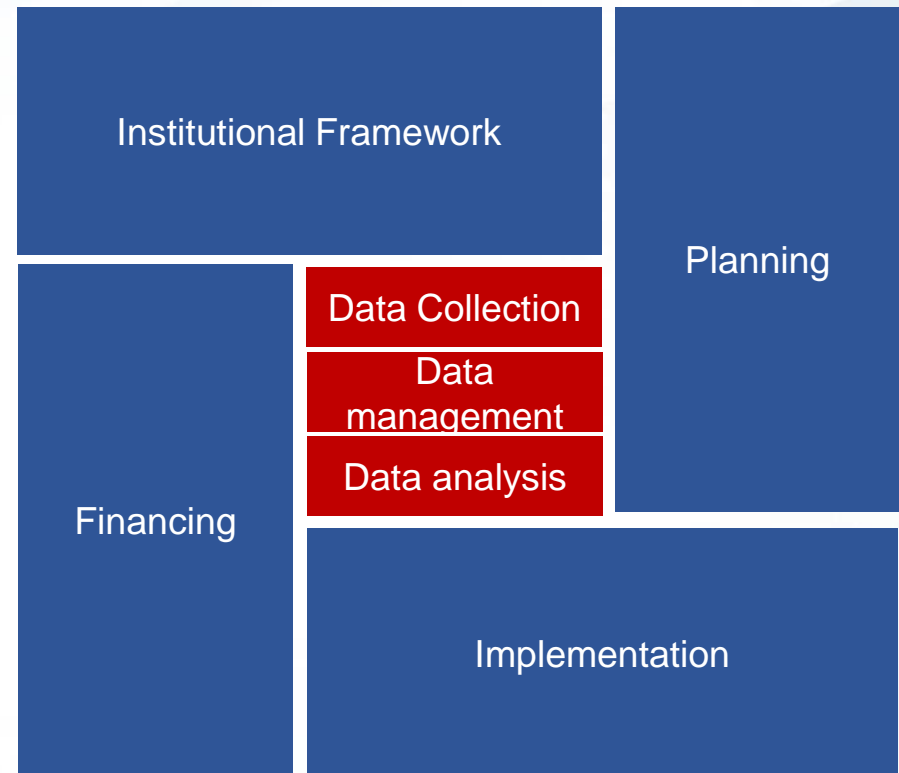 Institutional Framework
Planning
Data Collection
Data
management
Data analysis
Financing
Implementation